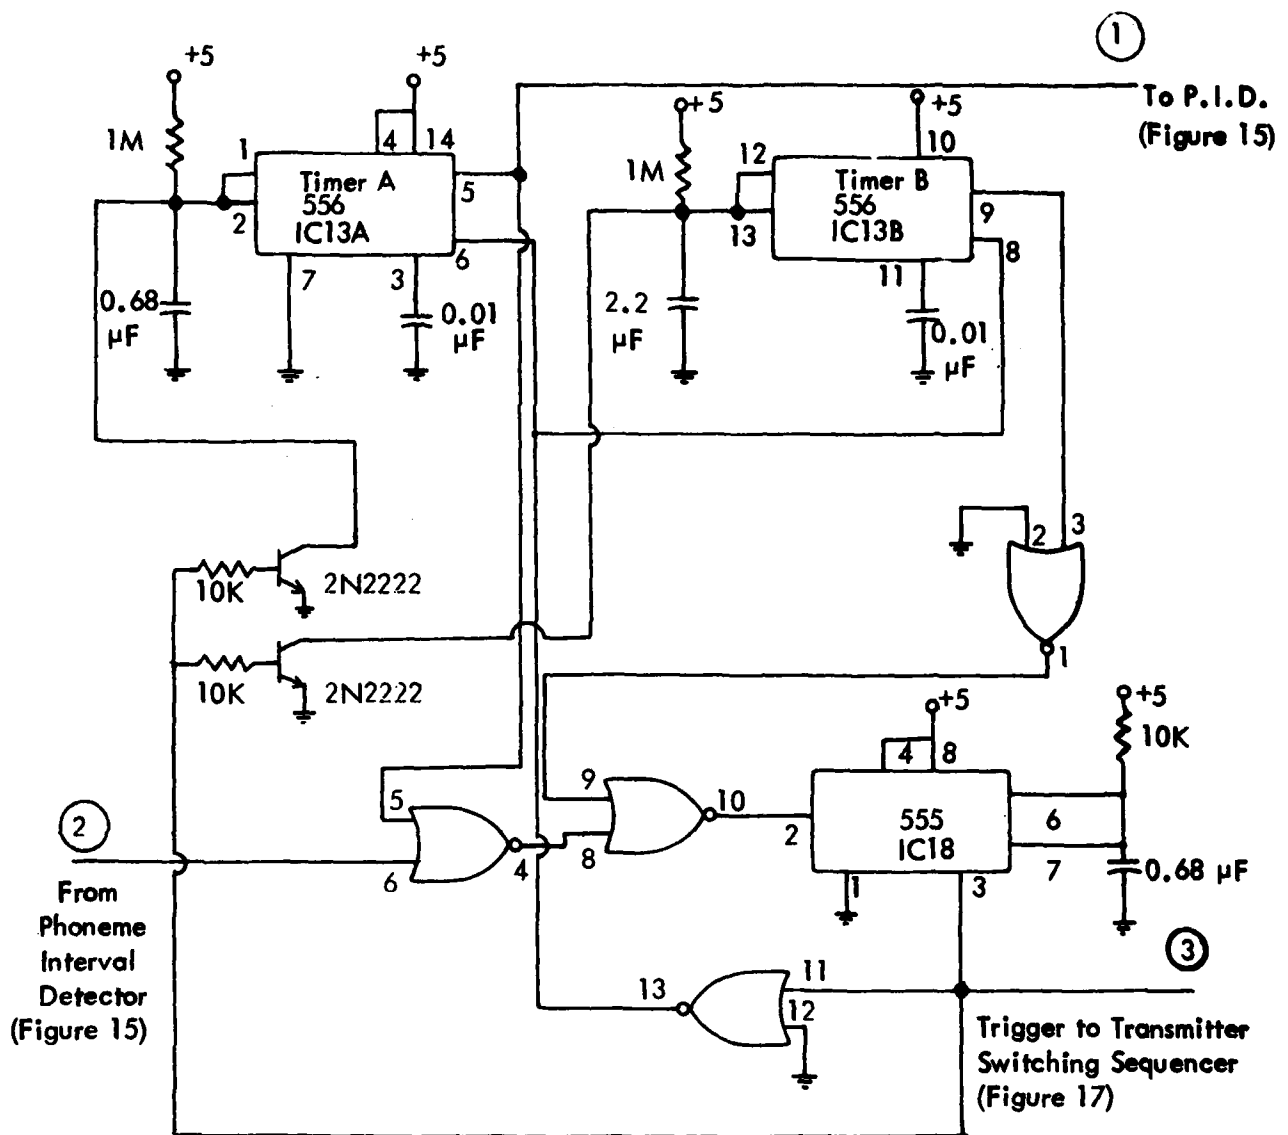 1
To P.I.D.
(Figure 15)
+5
1M
+5
4 14
1
Timer A
556
IC13A
2
5
6
7
3
0.68
µF
0.01
µF
+5
1M
+5
10
12
Timer B
556
IC13B
13
9
8
11
2.2
µF
0.01
µF
2 3
1
10K
2N2222
10K
2N2222
2
From
Phoneme
Interval
Detector
(Figure 15)
5
6
4
9
8
10
+5
4 8
2
555
IC18
6
7
1
3
+5
10K
0.68 µF
13
11
12
3
Trigger to Transmitter
Switching Sequencer
(Figure 17)